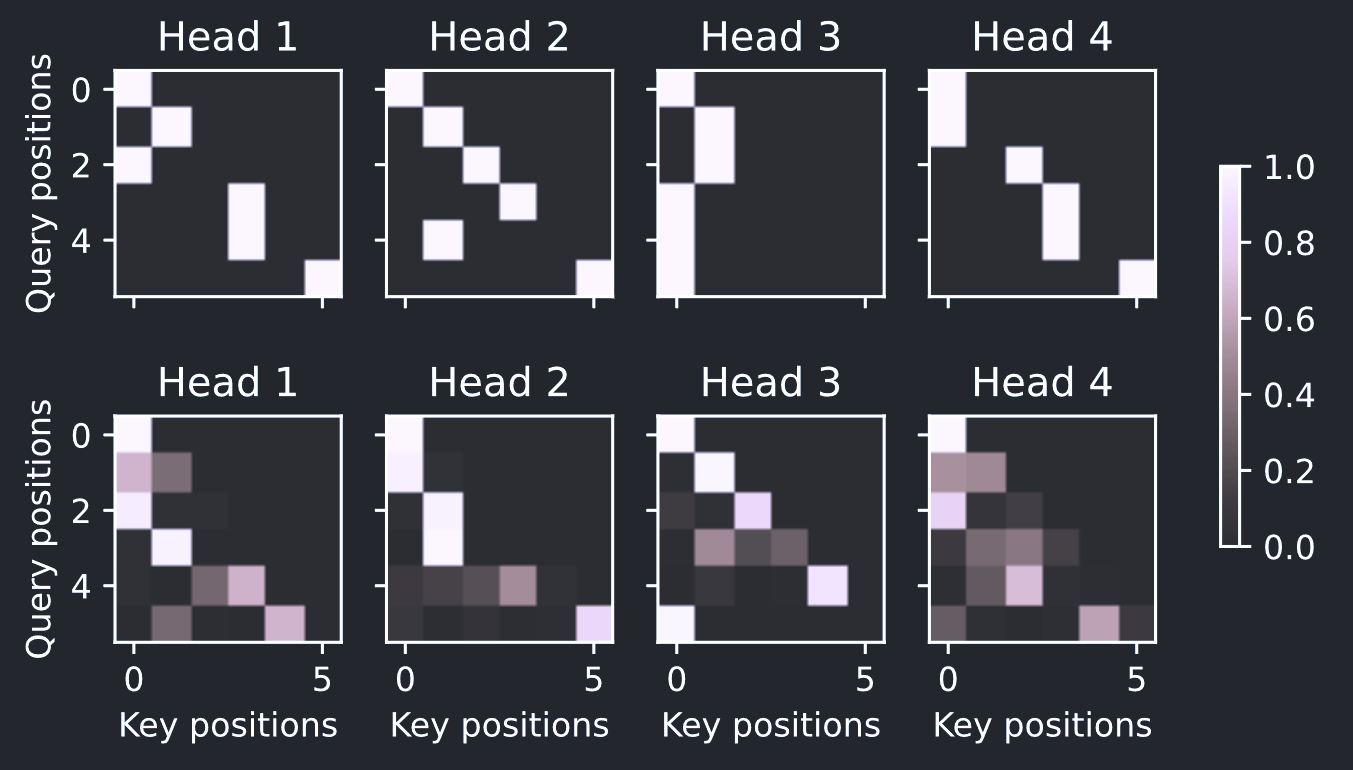 Head 1 Head 2 Head 3 Head 4
Query positions
0
2
4
1.0
0.8
0.6
0.4
0.2
0.0
Head 1 Head 2 Head 3 Head 4
Query positions
0
2
4
0 5 0 5 0 5 0 5
Key positions Key positions Key positions Key positions